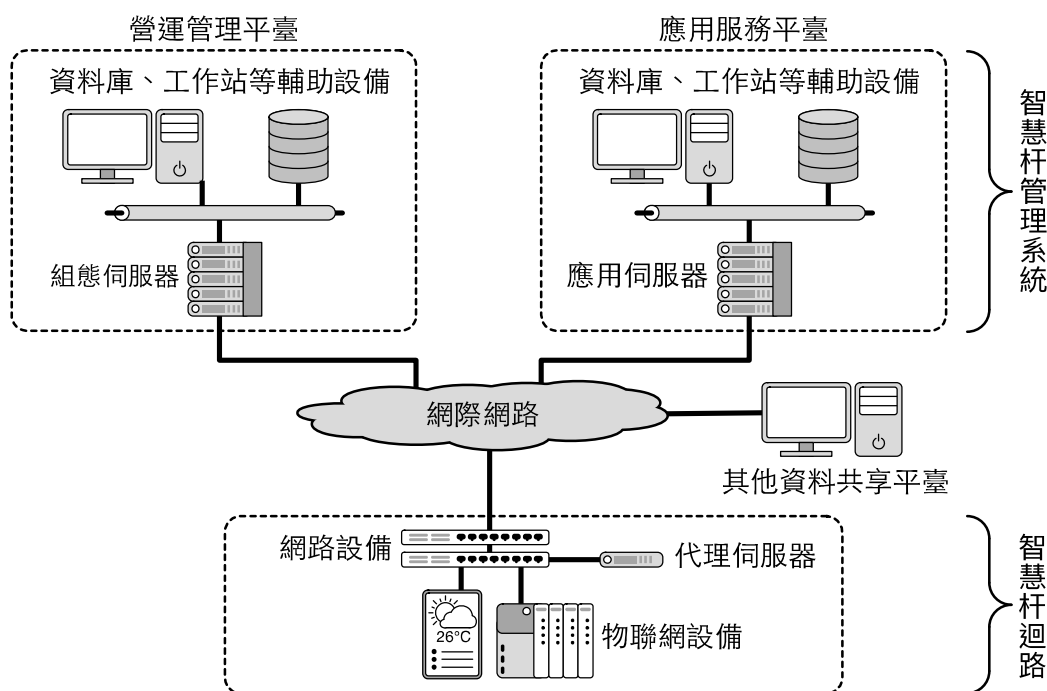 營運管理平臺
應用服務平臺
資料庫、工作站等輔助設備
資料庫、工作站等輔助設備
智慧杆管理系統
組態伺服器
應用伺服器
網際網路
其他資料共享平臺
網路設備
代理伺服器
智慧杆迴路
26°C
物聯網設備